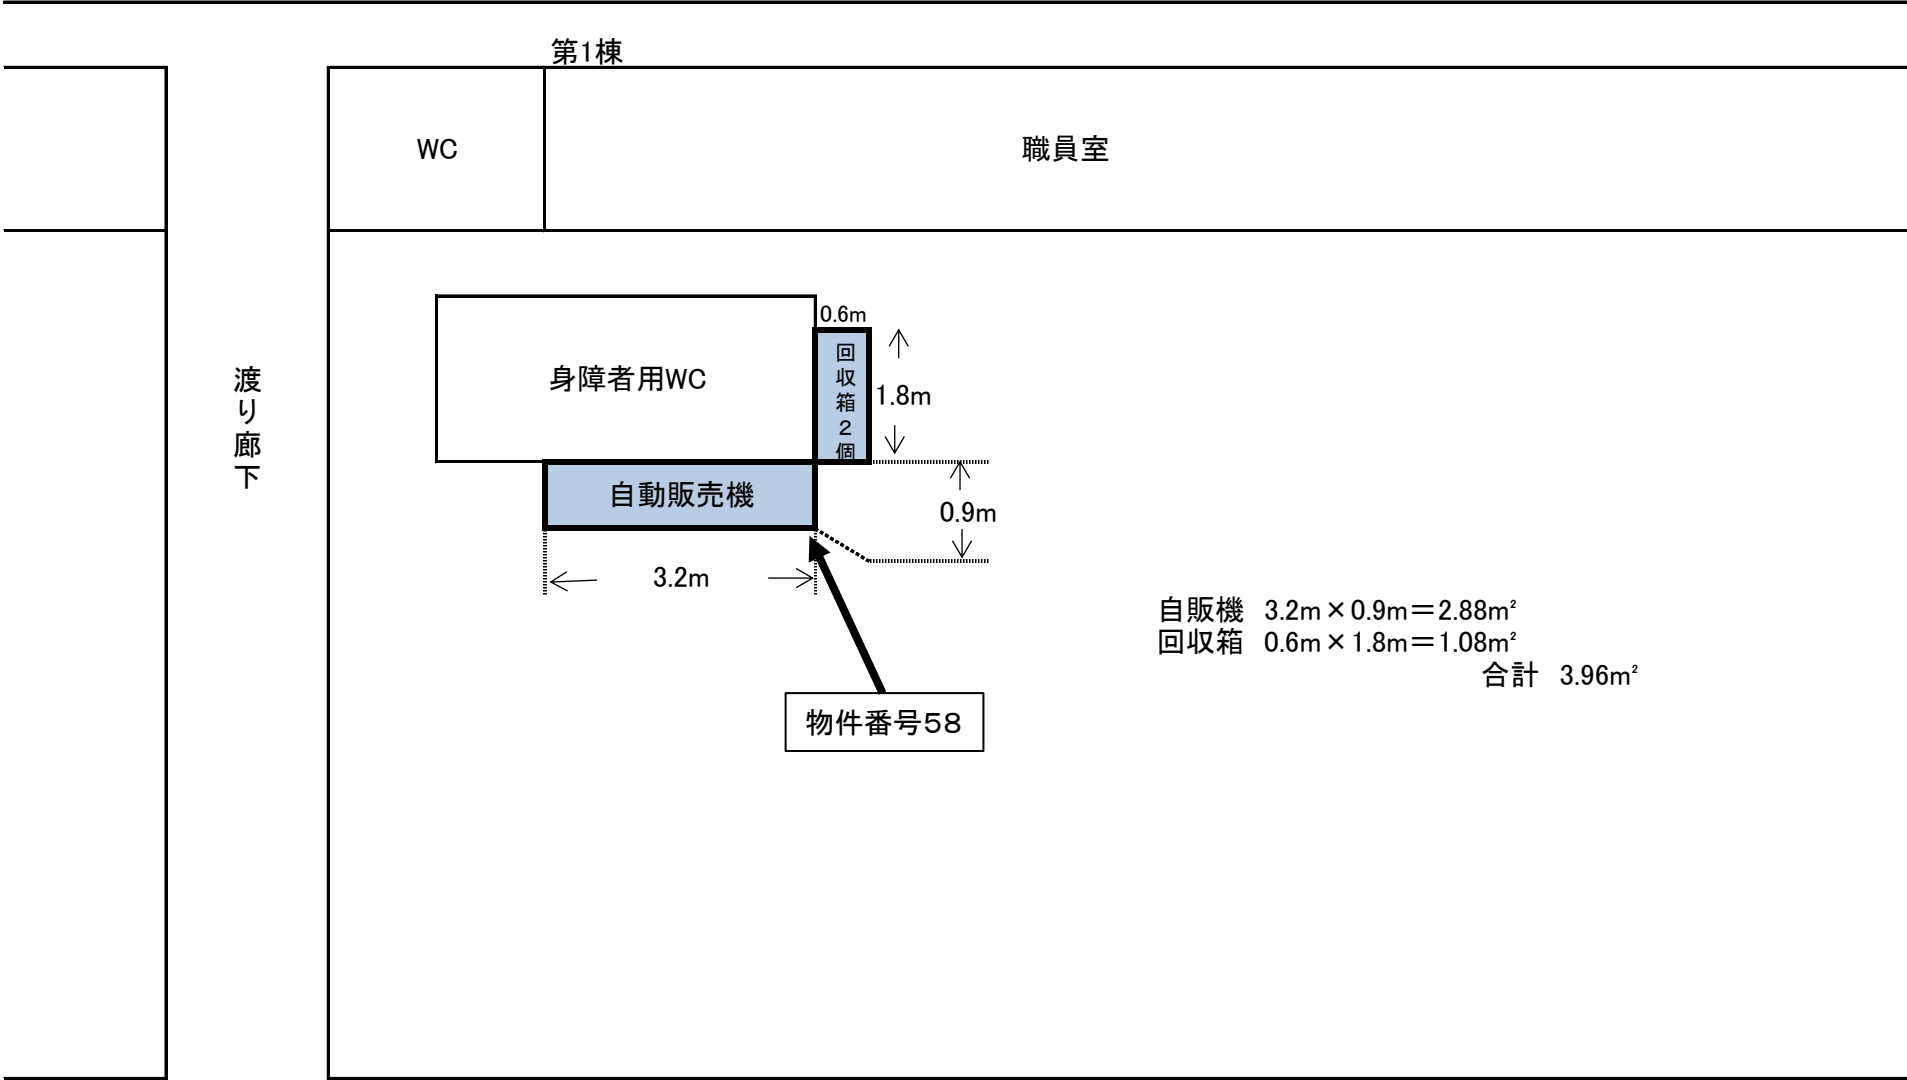 第1棟
WC
職員室
0.6m
身障者用WC
回収箱２個
1.8m
渡り廊下
自動販売機
0.9m
3.2m
自販機 3.2m×0.9m＝2.88㎡
回収箱 0.6m×1.8m＝1.08㎡
合計 3.96㎡
物件番号58